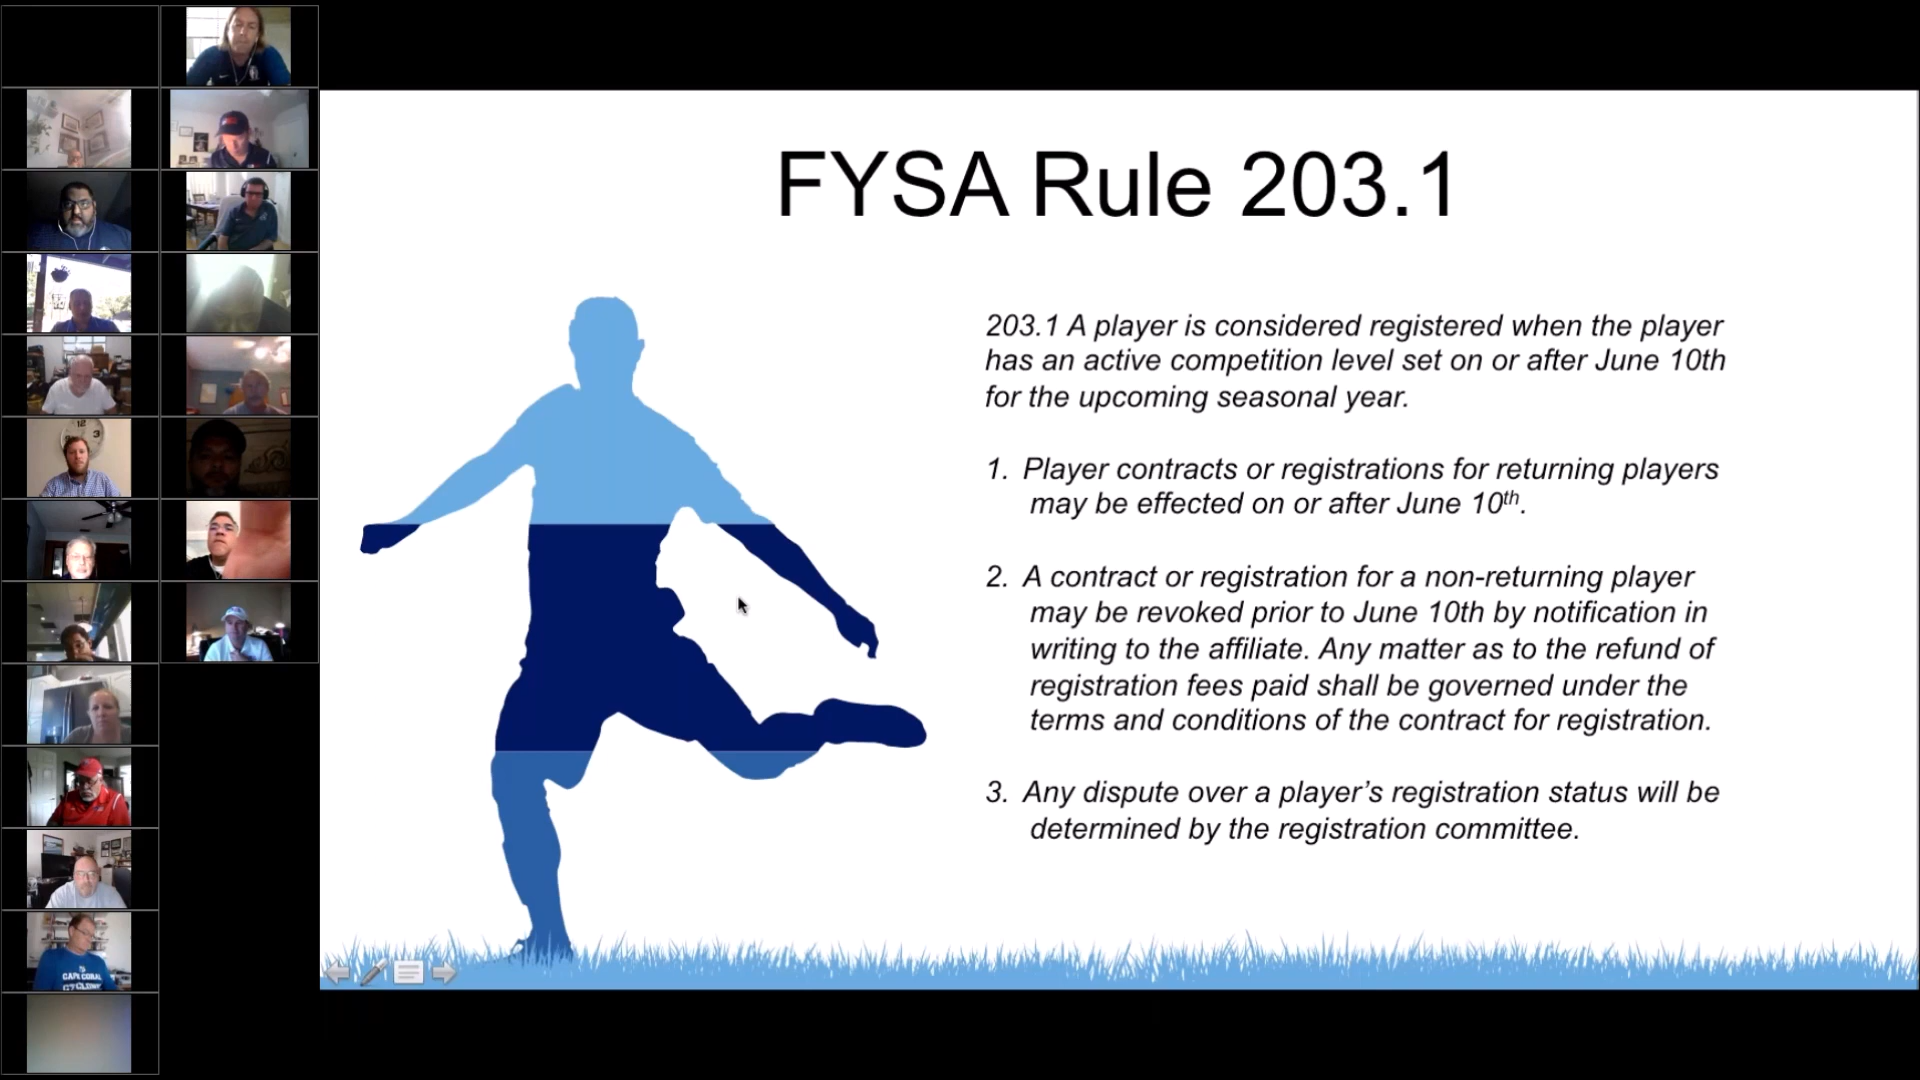 FYSA Rule 203.1
203.1 A player is considered registered when the player
has an active competition level set on or after June 10th
for the upcoming seasonal year.
1. Player contracts or registrations for returning players
may be effected on or after June 10th.
2. A contract or registration for a non-returning player
may be revoked prior to June 10th by notification in
writing to the affiliate. Any matter as to the refund of
registration fees paid shall be governed under the
terms and conditions of the contract for registration.
3. Any dispute over a player’s registration status will be
determined by the registration committee.
12
3
CAPE CORAL